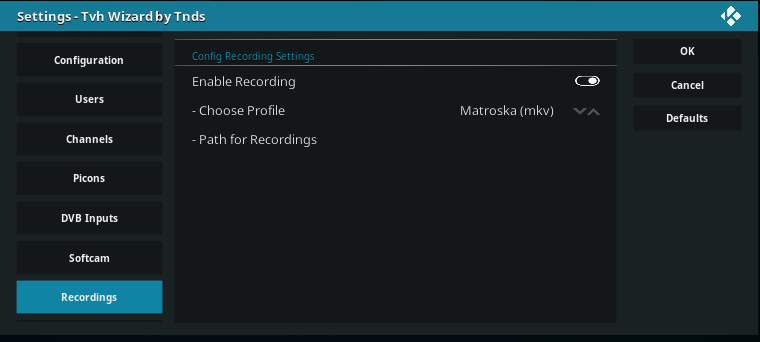 Settings - Tvh Wizard by Tnds
Configuration
Users
Channels
Picons
DVB Inputs
Softcam
Recordings
Config Recording Settings
Enable Recording
- Choose Profile Matroska (mkv)
- Path for Recordings
OK
Cancel
Defaults